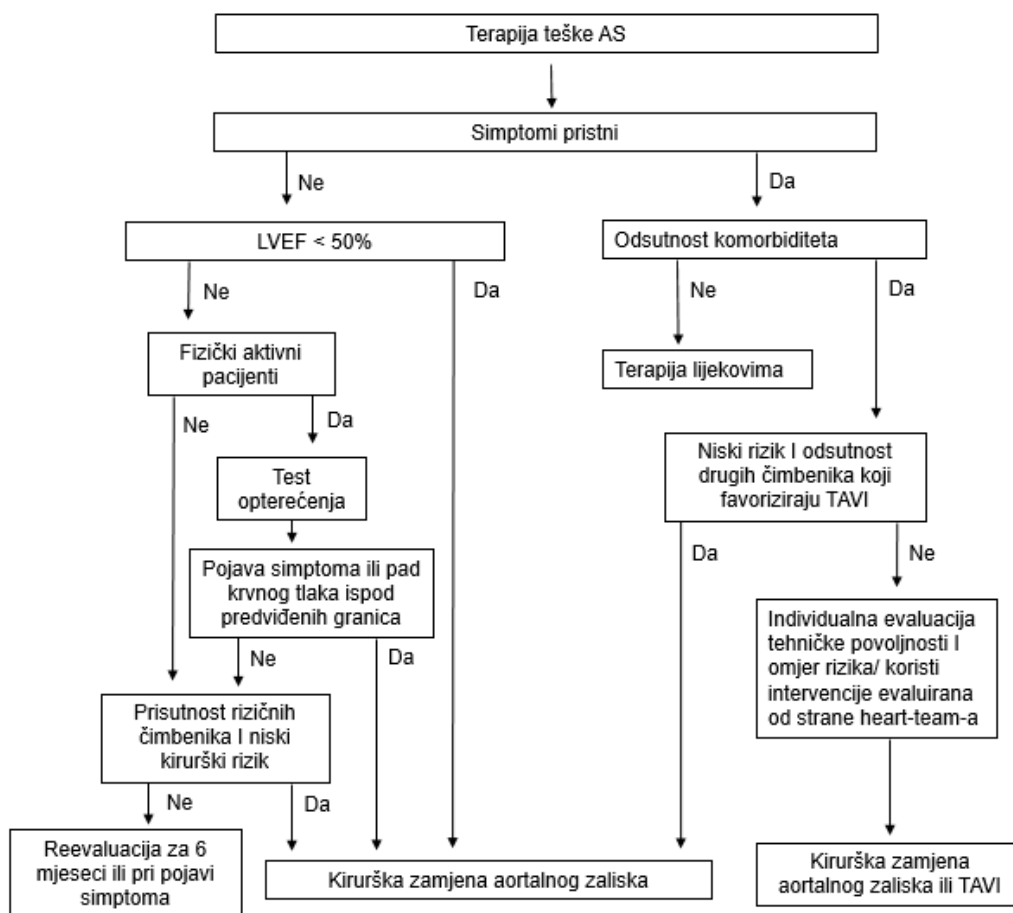 Terapija teške AS
Simptomi pristni
Ne
Da
LVEF < 50%
Odsutnost komorbiditeta
Ne
Da
Ne
Da
Fizički aktivni
pacijenti
Terapija lijekovima
Ne
Da
Test
opterećenja
Niski rizik I odsutnost
drugih čimbenika koji
favoriziraju TAVI
Pojava simptoma ili pad
krvnog tlaka ispod
predviđenih granica
Da
Ne
Ne
Da
Individualna evaluacija
tehničke povoljnosti I
omjer rizika/ koristi
intervencije evaluirana
od strane heart-team-a
Prisutnost rizičnih
čimbenika I niski
kirurški rizik
Ne
Da
Reevaluacija za 6
mjeseci ili pri pojavi
simptoma
Kirurška zamjena aortalnog zaliska
Kirurška zamjena
aortalnog zaliska ili TAVI